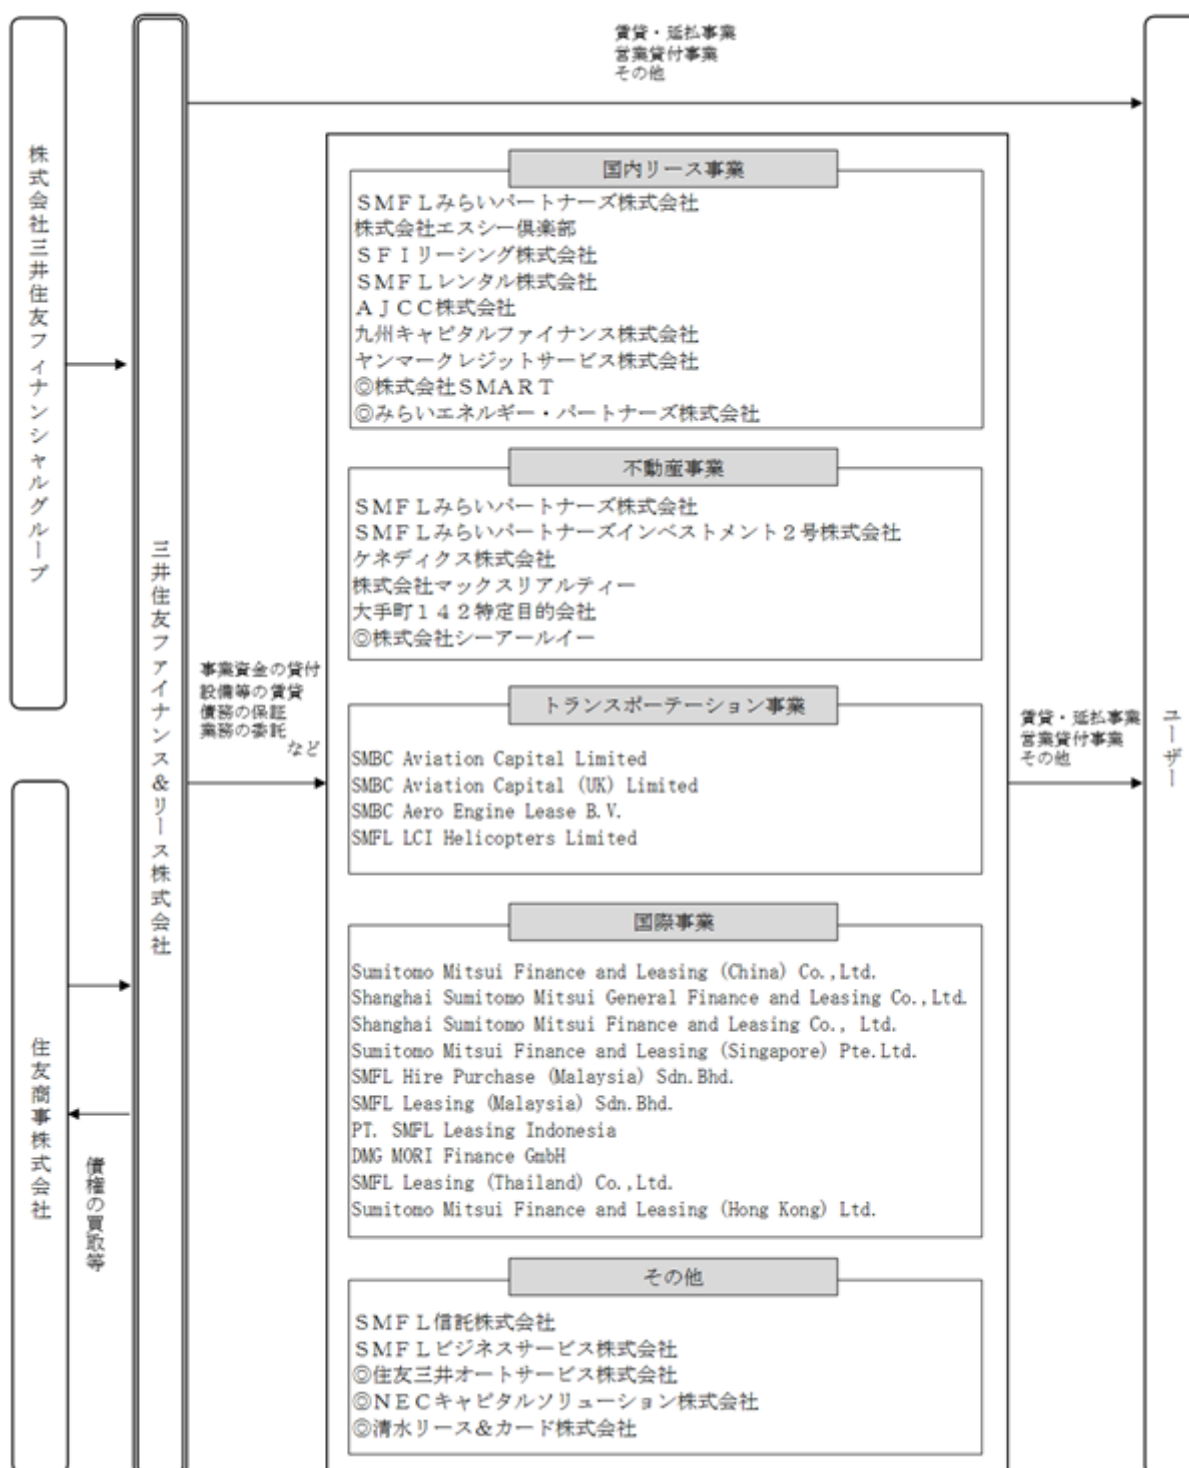 賃貸・延払事業
営業貸付事業
その他
株式会社三井住友フィナンシャルグループ
三井住友ファイナンス&リース株式会社
国内リース事業
SMFLみらいパートナーズ株式会社
株式会社エスシー倶楽部
SFIリーシング株式会社
SMFLレンタル株式会社
AJCC株式会社
九州キャピタルファイナンス株式会社
ヤンマークレジットサービス株式会社
◎株式会社SMART
◎みらいエネルギー・パートナーズ株式会社
不動産事業
SMFLみらいパートナーズ株式会社
SMFLみらいパートナーズインベストメント2号株式会社
ケネディクス株式会社
株式会社マックスリアルティー
大手町142特定目的会社
◎株式会社シーアールイー
事業資金の貸付
設備等の賃貸
債務の保証
業務の委託
など
トランスポーテーション事業
SMBC Aviation Capital Limited
SMBC Aviation Capital (UK) Limited
SMBC Aero Engine Lease B.V.
SMFL LCI Helicopters Limited
賃貸・延払事業
営業貸付事業
その他
ユーザー
国際事業
Sumitomo Mitsui Finance and Leasing (China) Co.,Ltd.
Shanghai Sumitomo Mitsui General Finance and Leasing Co.,Ltd.
Shanghai Sumitomo Mitsui Finance and Leasing Co., Ltd.
Sumitomo Mitsui Finance and Leasing (Singapore) Pte.Ltd.
SMFL Hire Purchase (Malaysia) Sdn.Bhd.
SMFL Leasing (Malaysia) Sdn.Bhd.
PT. SMFL Leasing Indonesia
DMG MORI Finance GmbH
SMFL Leasing (Thailand) Co.,Ltd.
Sumitomo Mitsui Finance and Leasing (Hong Kong) Ltd.
住友商事株式会社
債権の買取等
その他
SMFL信託株式会社
SMFLビジネスサービス株式会社
◎住友三井オートサービス株式会社
◎NECキャピタルソリューション株式会社
◎清水リース&カード株式会社